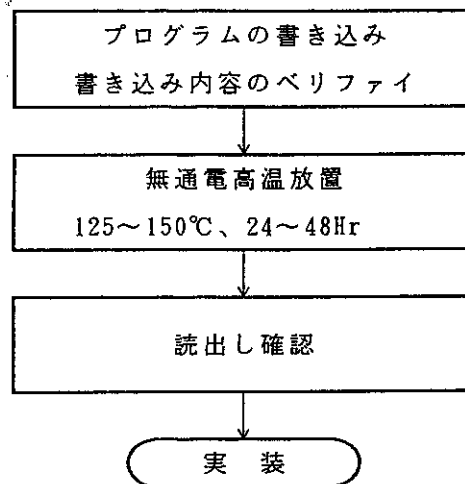 プログラムの書き込み
書き込み内容のベリファイ
無通電高温放置
125～150℃、24～48Hr
読出し確認
実 装